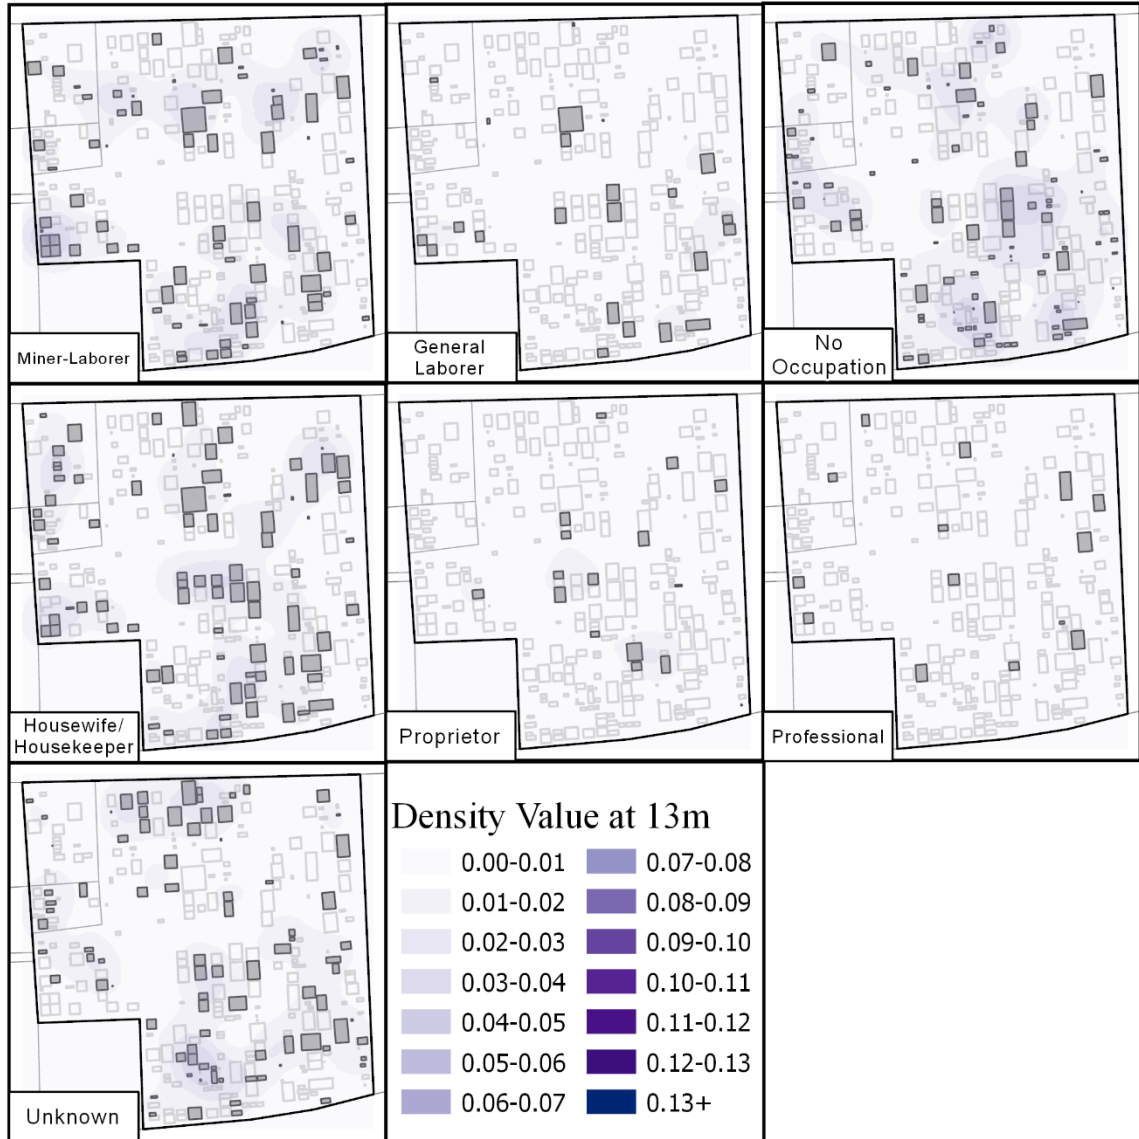 Miner-Laborer
General
Laborer
No
Occupation
Housewife/
Housekeeper
Proprietor
Professional
Unknown
Density Value at 13m
0.00-0.01
0.07-0.08
0.01-0.02
0.08-0.09
0.02-0.03
0.09-0.10
0.03-0.04
0.10-0.11
0.04-0.05
0.11-0.12
0.05-0.06
0.12-0.13
0.06-0.07
0.13+